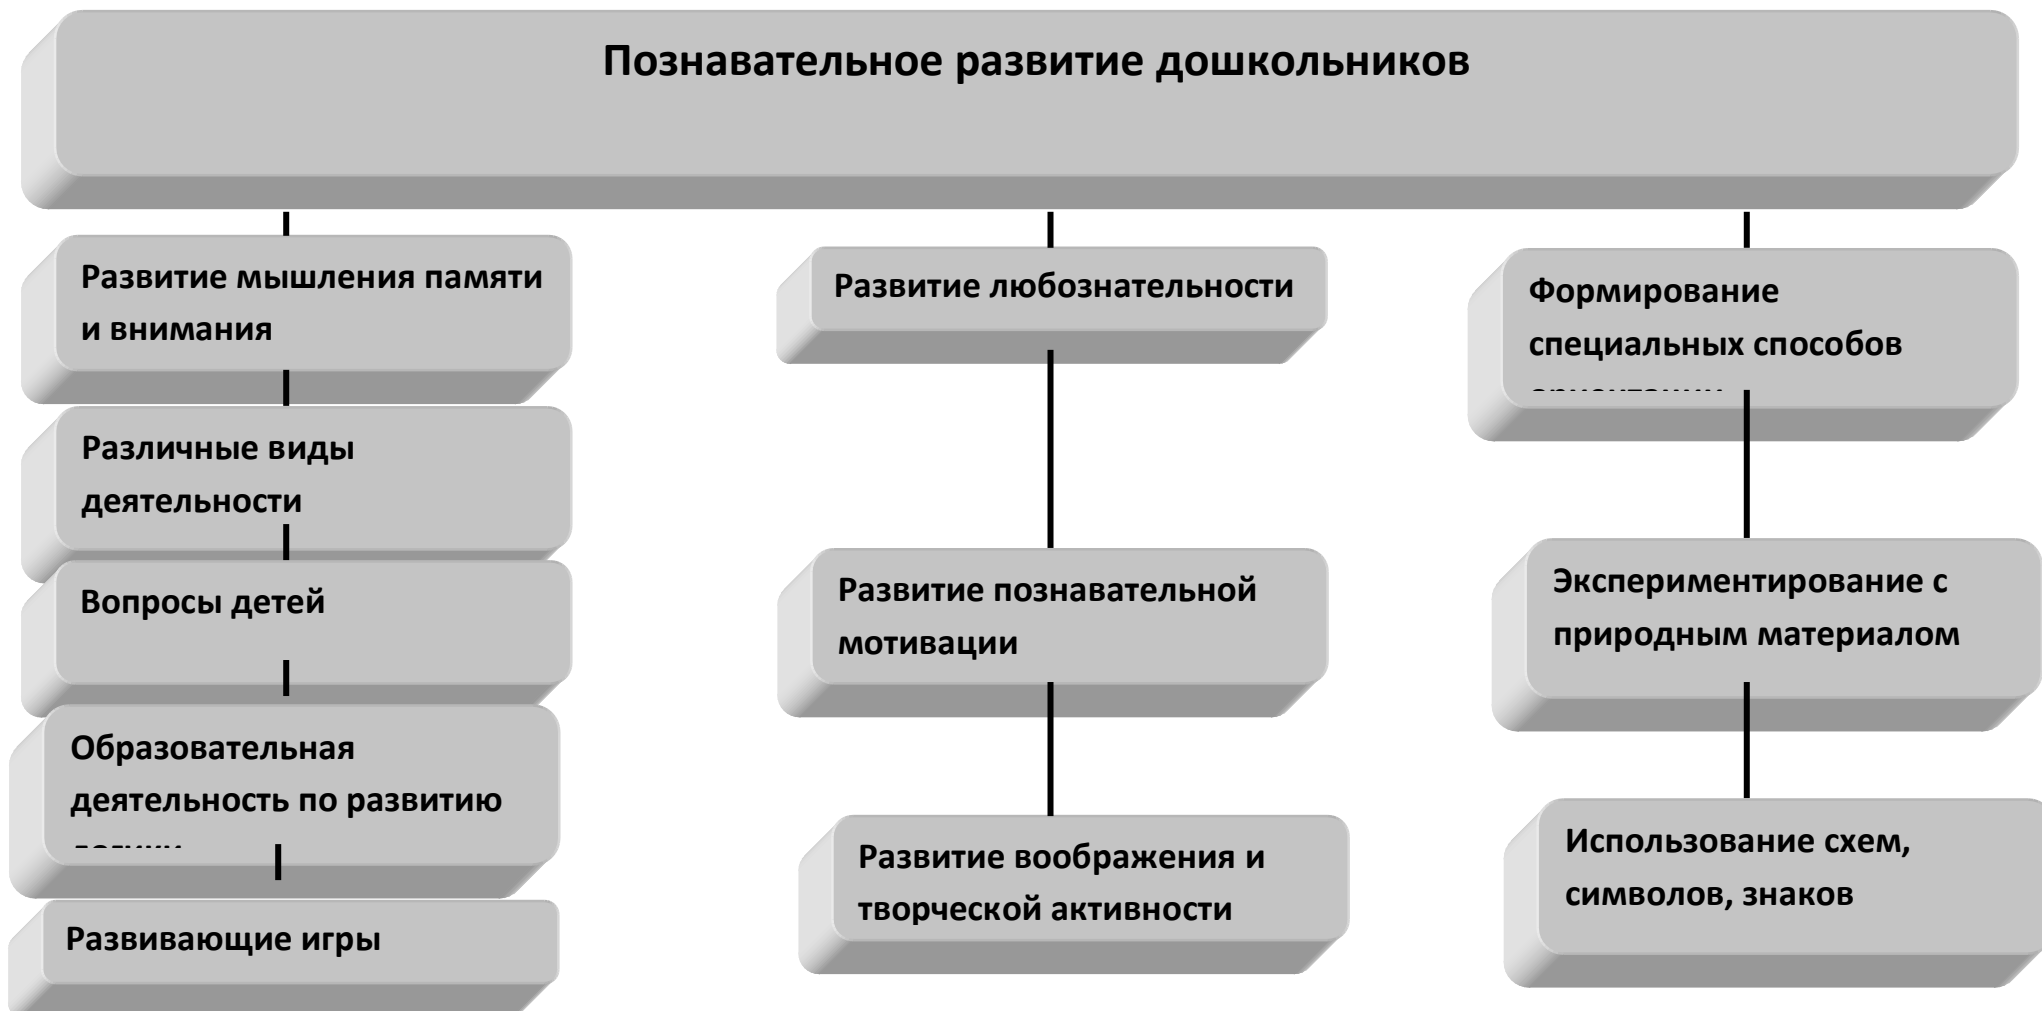 Познавательное развитие дошкольников
Развитие мышления памяти
и внимания
Различные виды
деятельности
Вопросы детей
Образовательная
деятельность по развитию
Развивающие игры
Развитие любознательности
Развитие познавательной
мотивации
Развитие воображения и
творческой активности
Формирование
специальных способов
Экспериментирование с
природным материалом
Использование схем,
символов, знаков